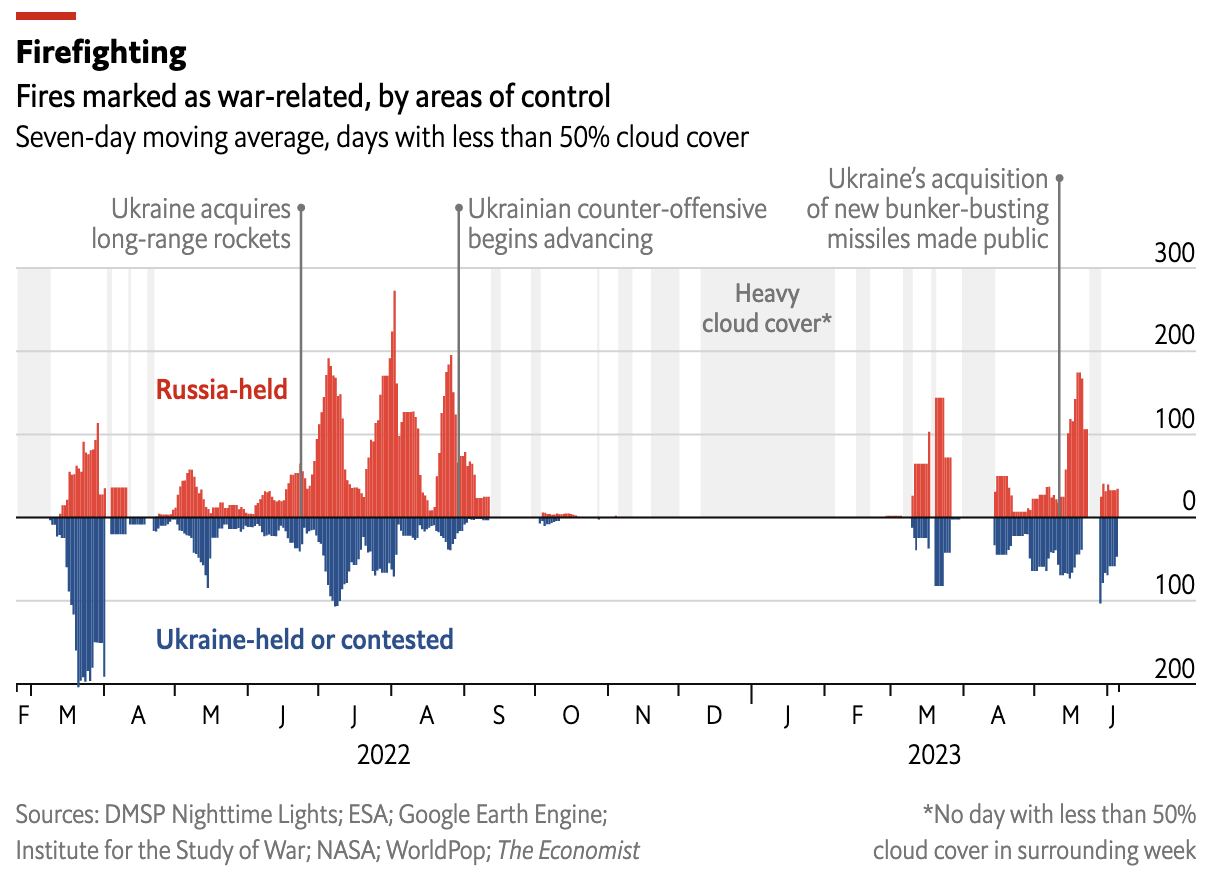 Firefighting
Fires marked as war-related, by areas of control
Seven-day moving average, days with less than 50% cloud cover
Ukraine acquires
long-range rockets
Ukrainian counter-offensive
begins advancing
Ukraine’s acquisition
of new bunker-busting
missiles made public
300
Heavy
cloud cover*
200
Russia-held
100
0
100
Ukraine-held or contested
200
F M A M J J A S O N D J F M A M J
2022 2023
Sources: DMSP Nighttime Lights; ESA; Google Earth Engine;
Institute for the Study of War; NASA; WorldPop; The Economist
*No day with less than 50%
cloud cover in surrounding week